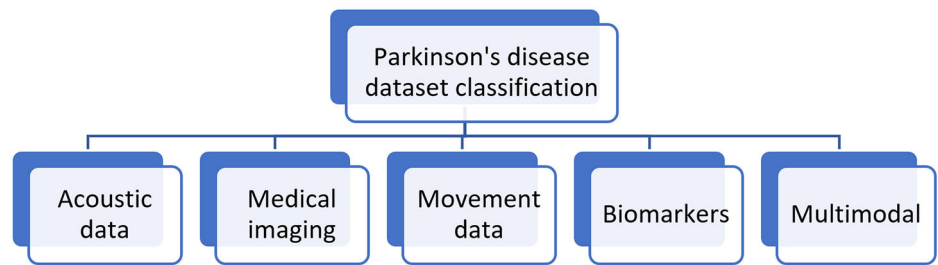 Parkinson's disease
dataset classification
Acoustic
data
Medical
imaging
Movement
data
Biomarkers
Multimodal